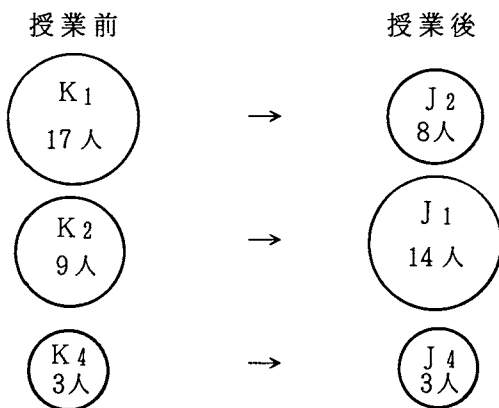 授業前 授業後
K1 → J2
17人 8人
K2 → J1
9人 14人
K4 → J4
3人 3人